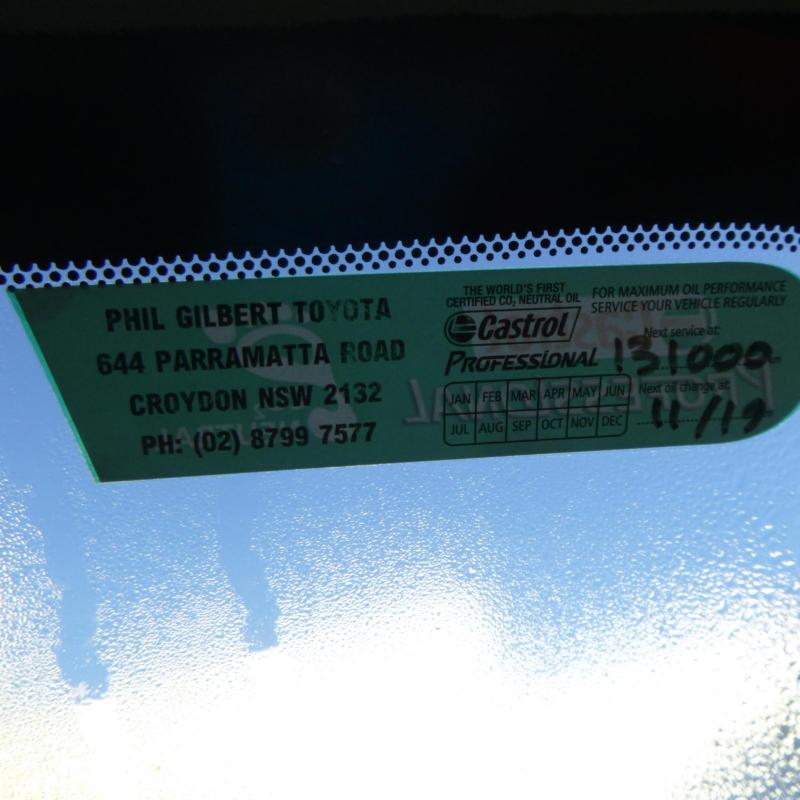 PHIL GILBERT TOYOTA
644 PARRAMATTA ROAD
CROYDON NSW 2132
PH: (02) 8799 7577
THE WORLD'S FIRST
CERTIFIED CO₂ NEUTRAL OIL
Castrol
PROFESSIONAL
JAN FEB MAR APR MAY JUN
JUL AUG SEP OCT NOV DEC
FOR MAXIMUM OIL PERFORMANCE
SERVICE YOUR VEHICLE REGULARLY
Next service at:
131000
Next oil change at:
11/19